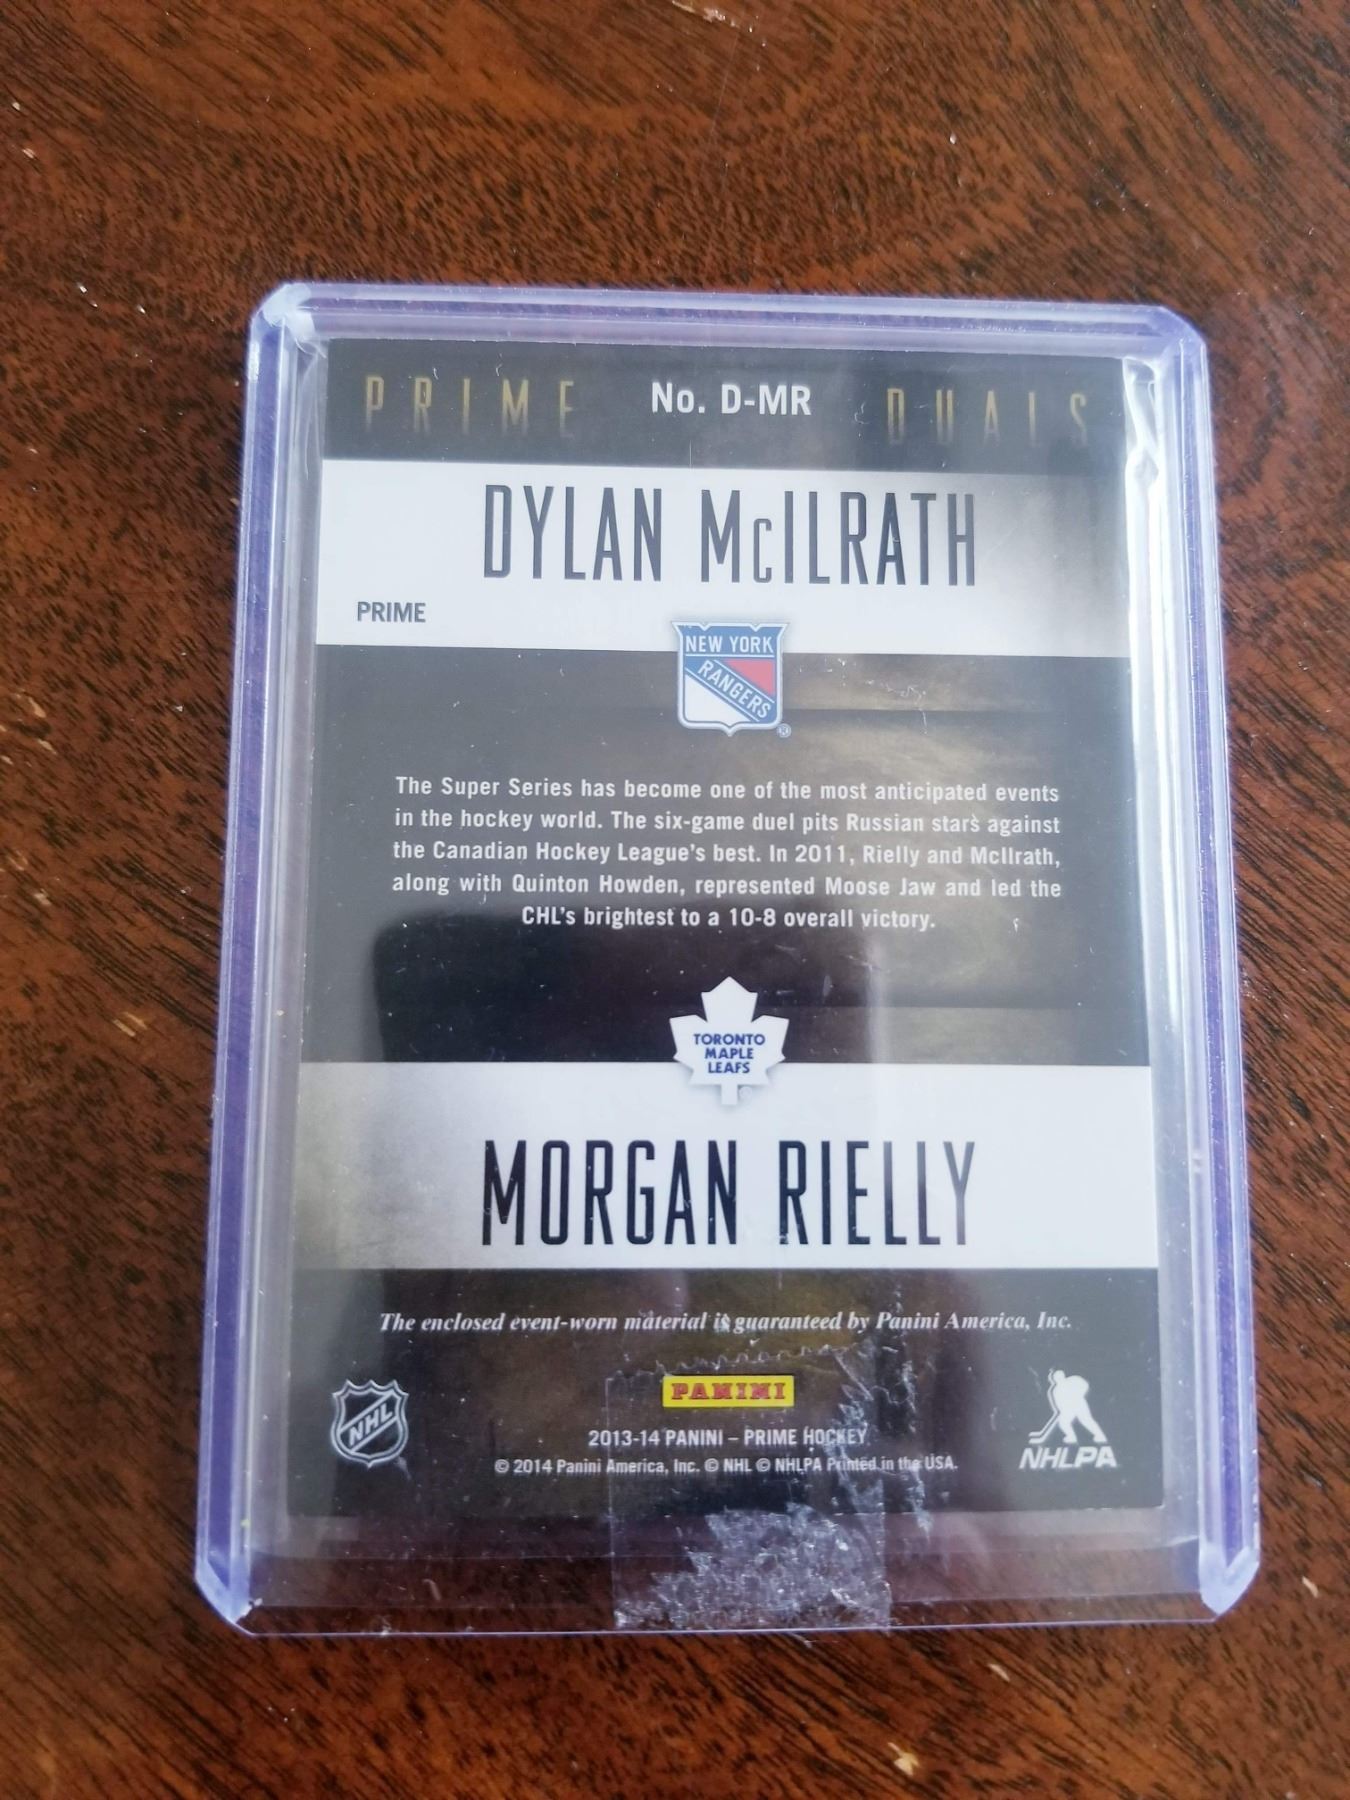 PRIME No. D-MR DUALS
DYLAN McILRATH
PRIME
NEW YORK
RANGERS
®
The Super Series has become one of the most anticipated events
in the hockey world. The six-game duel pits Russian stars against
the Canadian Hockey League's best. In 2011, Rielly and McIlrath,
along with Quinton Howden, represented Moose Jaw and led the
CHL's brightest to a 10-8 overall victory.
TORONTO
MAPLE
LEAFS
MORGAN RIELLY
The enclosed event-worn material is guaranteed by Panini America, Inc.
PANINI
NHL
2013-14 PANINI – PRIME HOCKEY
© 2014 Panini America, Inc. © NHL © NHLPA Printed in the USA.
NHLPA